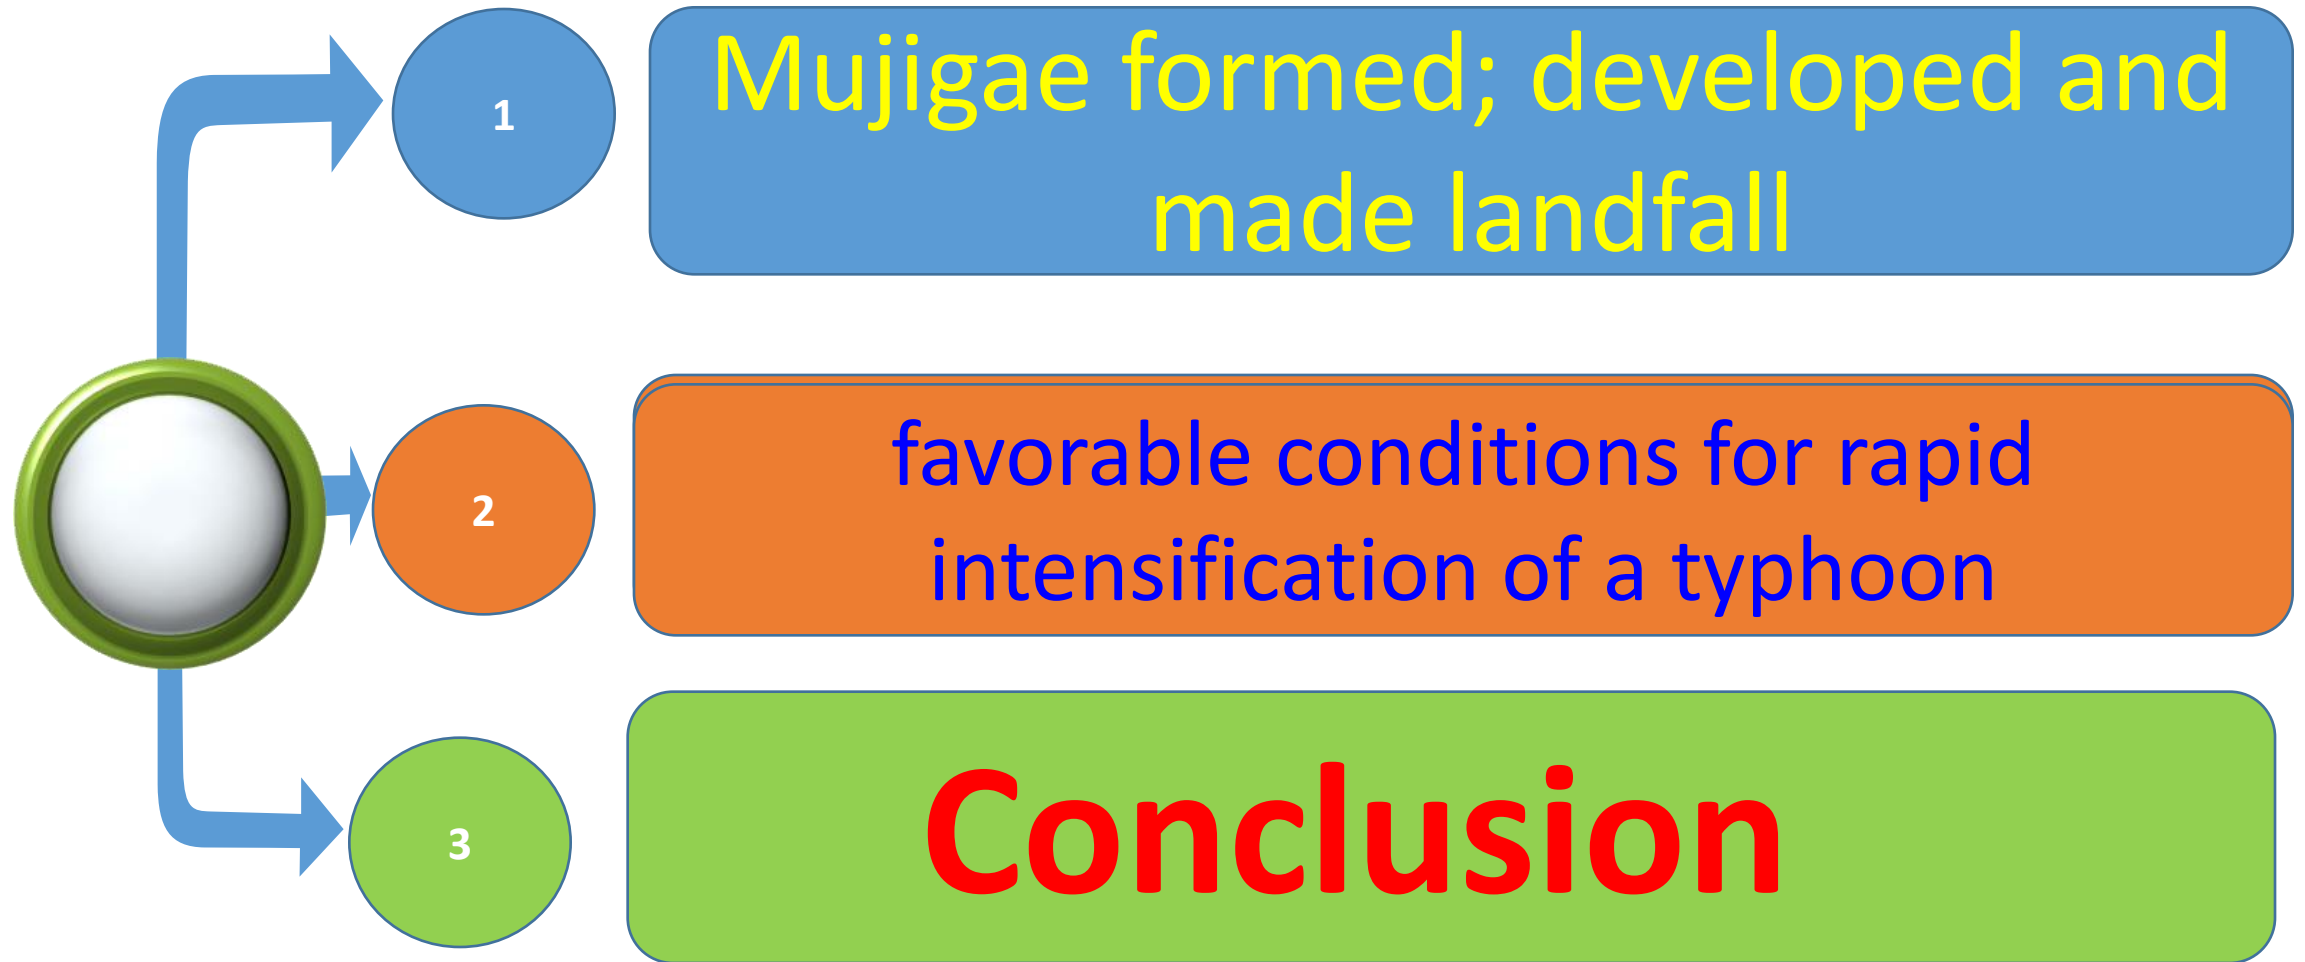 1
Mujigae formed; developed and
made landfall
2
favorable conditions for rapid
intensification of a typhoon
3
Conclusion